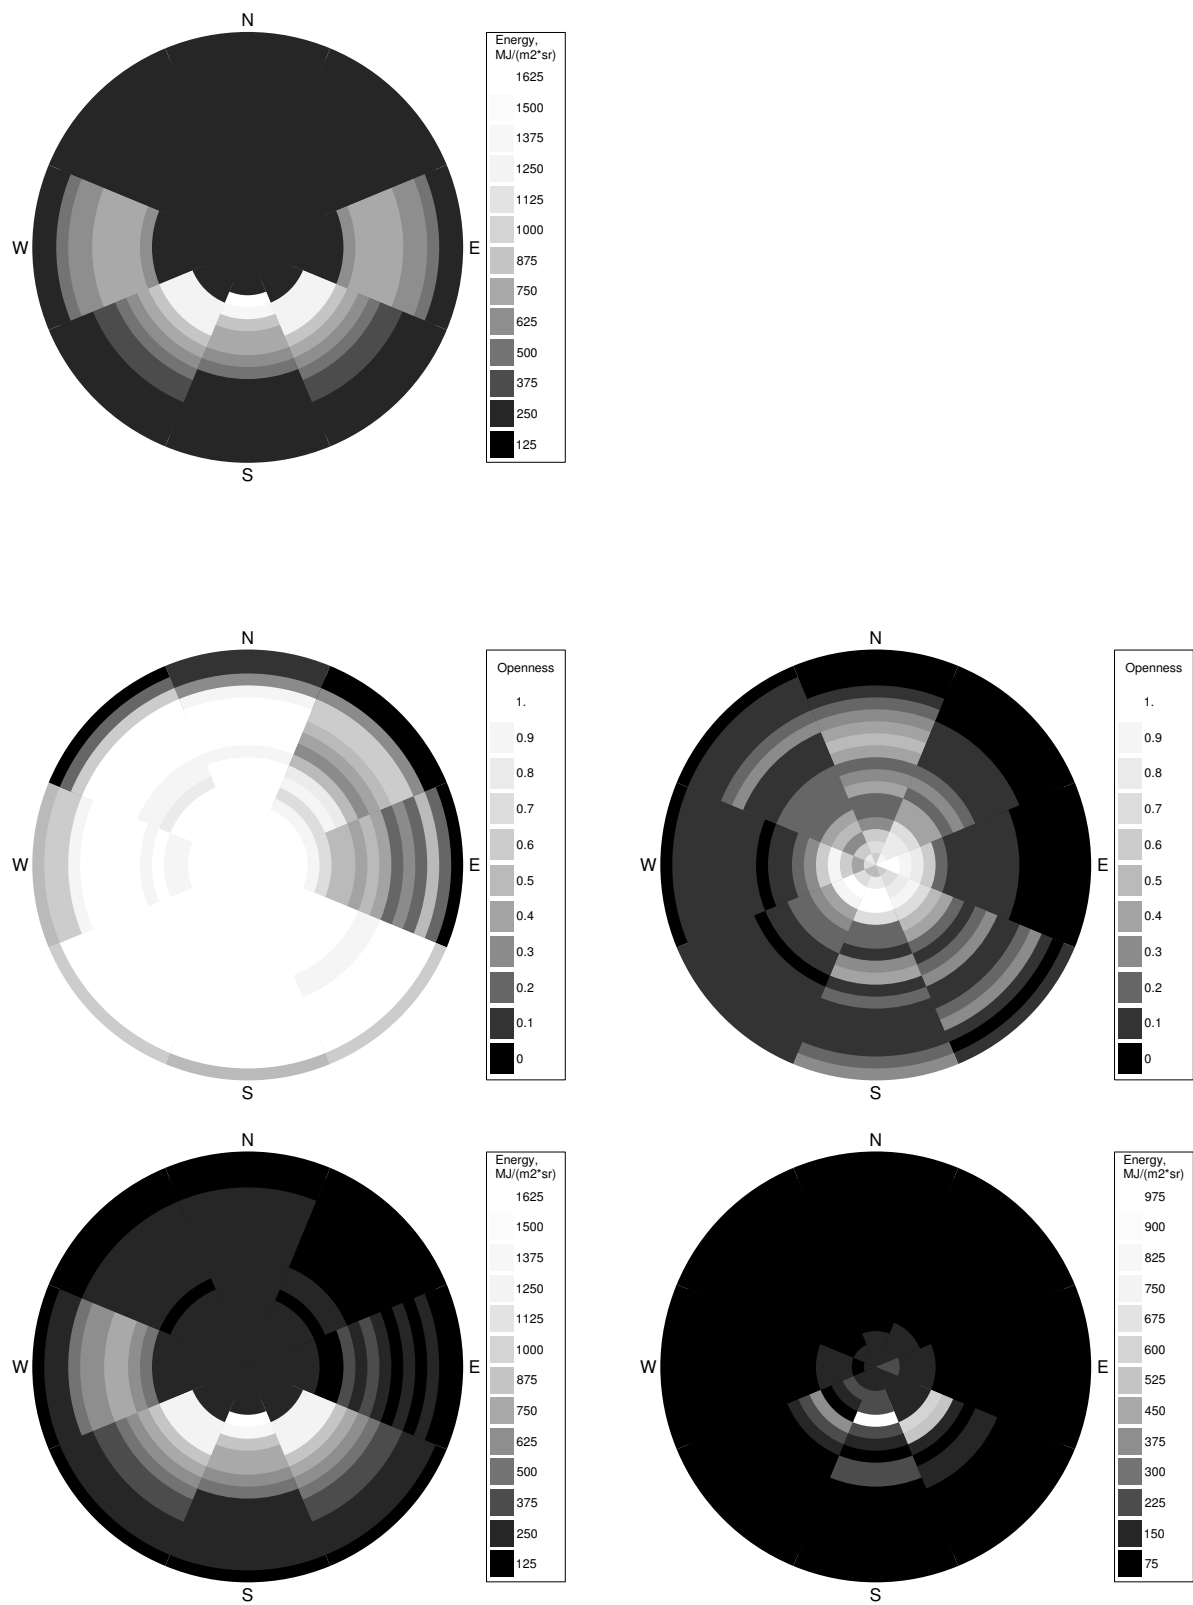 N
W
E
S
Energy,
MJ/(m2*sr)
1625
1500
1375
1250
1125
1000
875
750
625
500
375
250
125
N
W
E
S
Openness
1.
0.9
0.8
0.7
0.6
0.5
0.4
0.3
0.2
0.1
0
N
W
E
S
Openness
1.
0.9
0.8
0.7
0.6
0.5
0.4
0.3
0.2
0.1
0
N
W
E
S
Energy,
MJ/(m2*sr)
1625
1500
1375
1250
1125
1000
875
750
625
500
375
250
125
N
W
E
S
Energy,
MJ/(m2*sr)
975
900
825
750
675
600
525
450
375
300
225
150
75